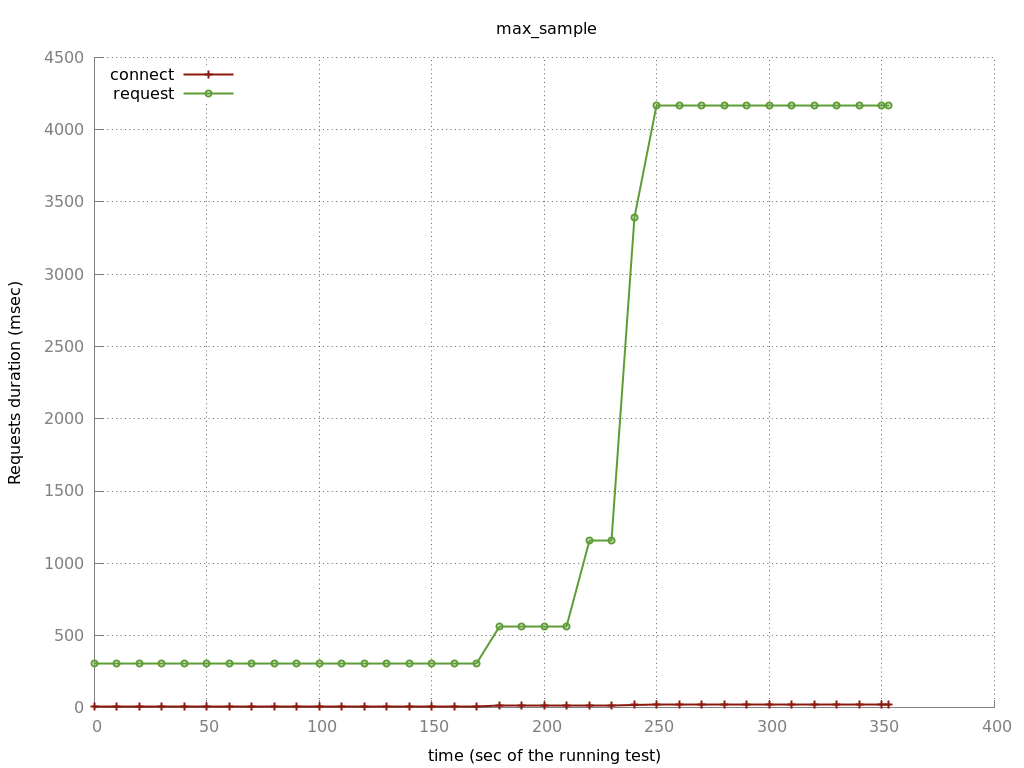 max_sample
4500
4000
3500
3000
2500
2000
1500
1000
500
0
connect
request
Requests duration (msec)
0 50 100 150 200 250 300 350 400
time (sec of the running test)